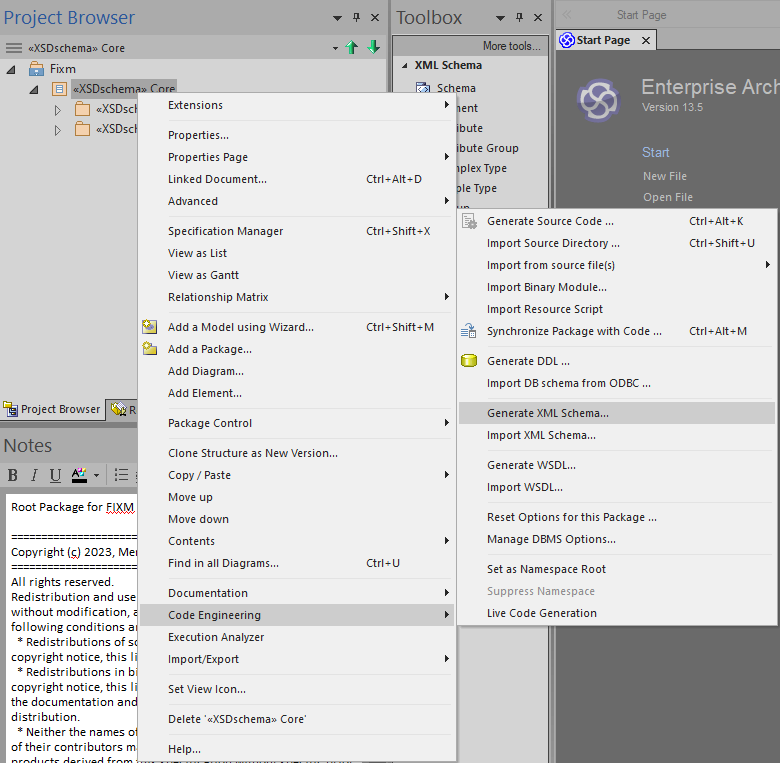 Project Browser
«XSDschema» Core
Fixm
«XSDschema» Core
«XSDsch
«XSDsch
Toolbox
More tools...
XML Schema
Schema
ment
ibute
ibute Group
mplex Type
ple Type
Start Page
Start Page
Enterprise Arch
Version 13.5
Start
New File
Open File
Extensions
Properties...
Properties Page
Linked Document... Ctrl+Alt+D
Advanced
Specification Manager Ctrl+Shift+X
View as List
View as Gantt
Relationship Matrix
Add a Model using Wizard... Ctrl+Shift+M
Add a Package...
Add Diagram...
Add Element...
Package Control
Clone Structure as New Version...
Copy / Paste
Move up
Move down
Contents
Find in all Diagrams... Ctrl+U
Documentation
Code Engineering
Execution Analyzer
Import/Export
Set View Icon...
Delete '«XSDschema» Core'
Help...
Generate Source Code ... Ctrl+Alt+K
Import Source Directory ... Ctrl+Shift+U
Import from source file(s)
Import Binary Module...
Import Resource Script
Synchronize Package with Code ... Ctrl+Alt+M
Generate DDL ...
Import DB schema from ODBC ...
Generate XML Schema...
Import XML Schema...
Generate WSDL...
Import WSDL...
Reset Options for this Package ...
Manage DBMS Options...
Set as Namespace Root
Suppress Namespace
Live Code Generation
Project Browser
R
Notes
B I U A
Root Package for FIXM
=====================
Copyright (c) 2023, Mem
=====================
All rights reserved.
Redistribution and use
without modification, a
following conditions ar
* Redistributions of so
copyright notice, this li
* Redistributions in bi
copyright notice, this li
the documentation and
distribution.
* Neither the names of
of their contributors ma